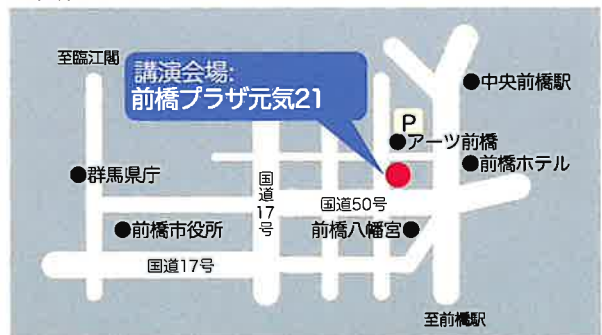 至臨江閣
講演会場:
前橋プラザ元気21
●中央前橋駅
P
●アーツ前橋
●前橋ホテル
●群馬県庁
国道17号
国道50号
●前橋市役所
前橋八幡宮●
国道17号
至前橋駅